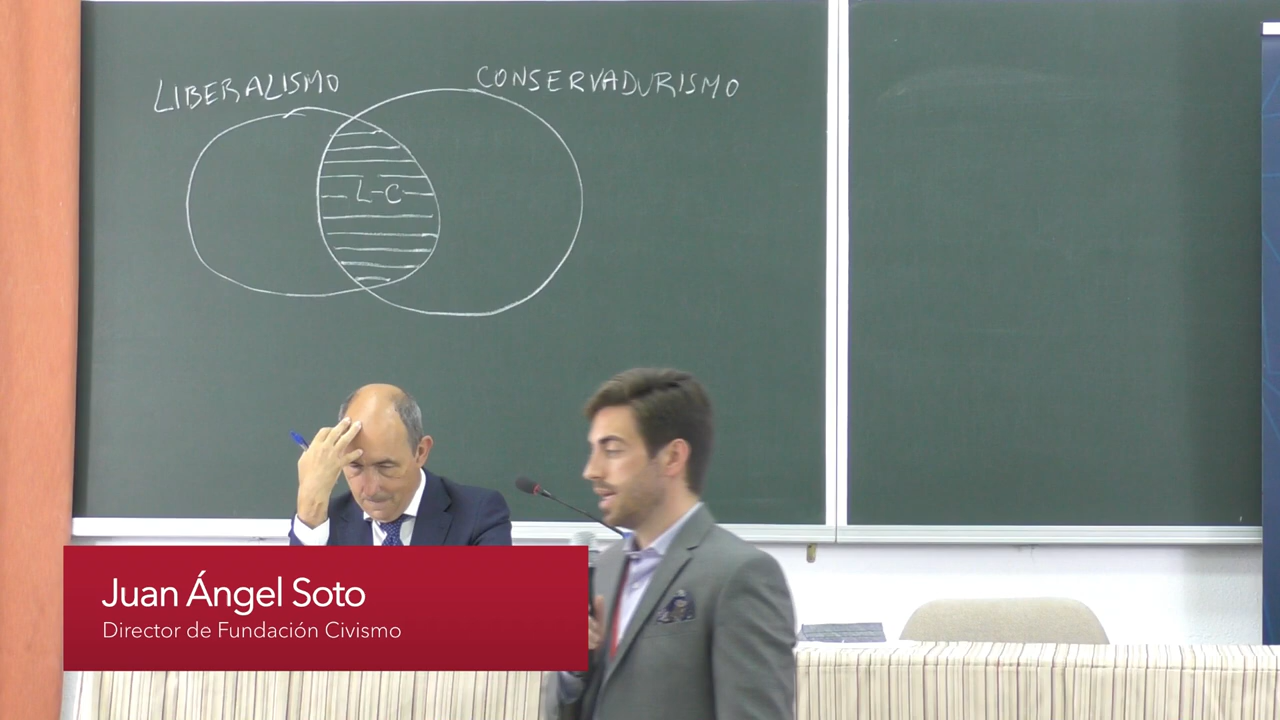 LIBERALISMO
CONSERVADURISMO
L-C
Juan Ángel Soto
Director de Fundación Civismo